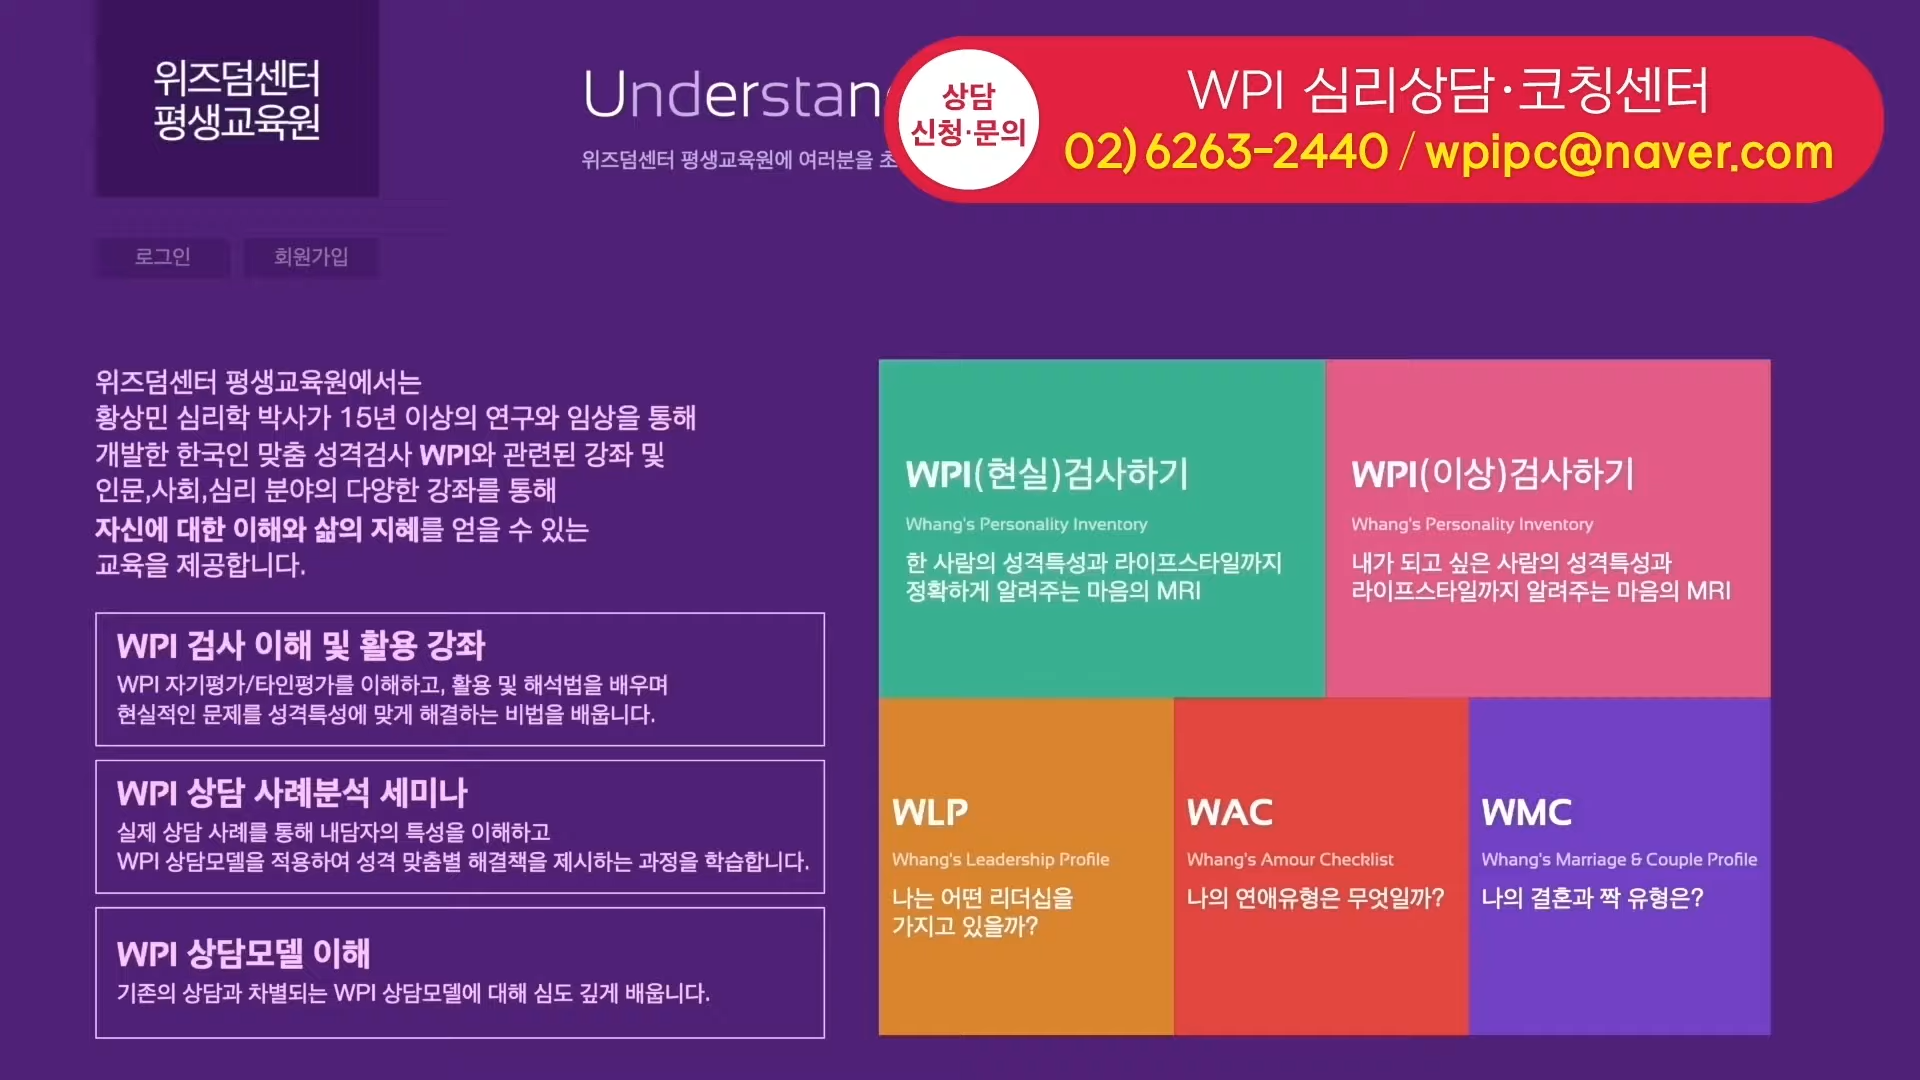 위즈덤센터
평생교육원
로그인
회원가입
위즈덤센터 평생교육원에 여러분을 초
상담
신청·문의
WPI 심리상담·코칭센터
02)6263-2440 / wpipc@naver.com
위즈덤센터 평생교육원에서는
황상민 심리학 박사가 15년 이상의 연구와 임상을 통해
개발한 한국인 맞춤 성격검사 WPI와 관련된 강좌 및
인문,사회,심리 분야의 다양한 강좌를 통해
자신에 대한 이해와 삶의 지혜를 얻을 수 있는
교육을 제공합니다.
WPI 검사 이해 및 활용 강좌
WPI 자기평가/타인평가를 이해하고, 활용 및 해석법을 배우며
현실적인 문제를 성격특성에 맞게 해결하는 비법을 배웁니다.
WPI 상담 사례분석 세미나
실제 상담 사례를 통해 내담자의 특성을 이해하고
WPI 상담모델을 적용하여 성격 맞춤별 해결책을 제시하는 과정을 학습합니다.
WPI 상담모델 이해
기존의 상담과 차별되는 WPI 상담모델에 대해 심도 깊게 배웁니다.
WPI(현실)검사하기
Whang's Personality Inventory
한 사람의 성격특성과 라이프스타일까지
정확하게 알려주는 마음의 MRI
WPI(이상)검사하기
Whang's Personality Inventory
내가 되고 싶은 사람의 성격특성과
라이프스타일까지 알려주는 마음의 MRI
WLP
Whang's Leadership Profile
나는 어떤 리더십을
가지고 있을까?
WAC
Whang's Amour Checklist
나의 연애유형은 무엇일까?
WMC
Whang's Marriage & Couple Profile
나의 결혼과 짝 유형은?